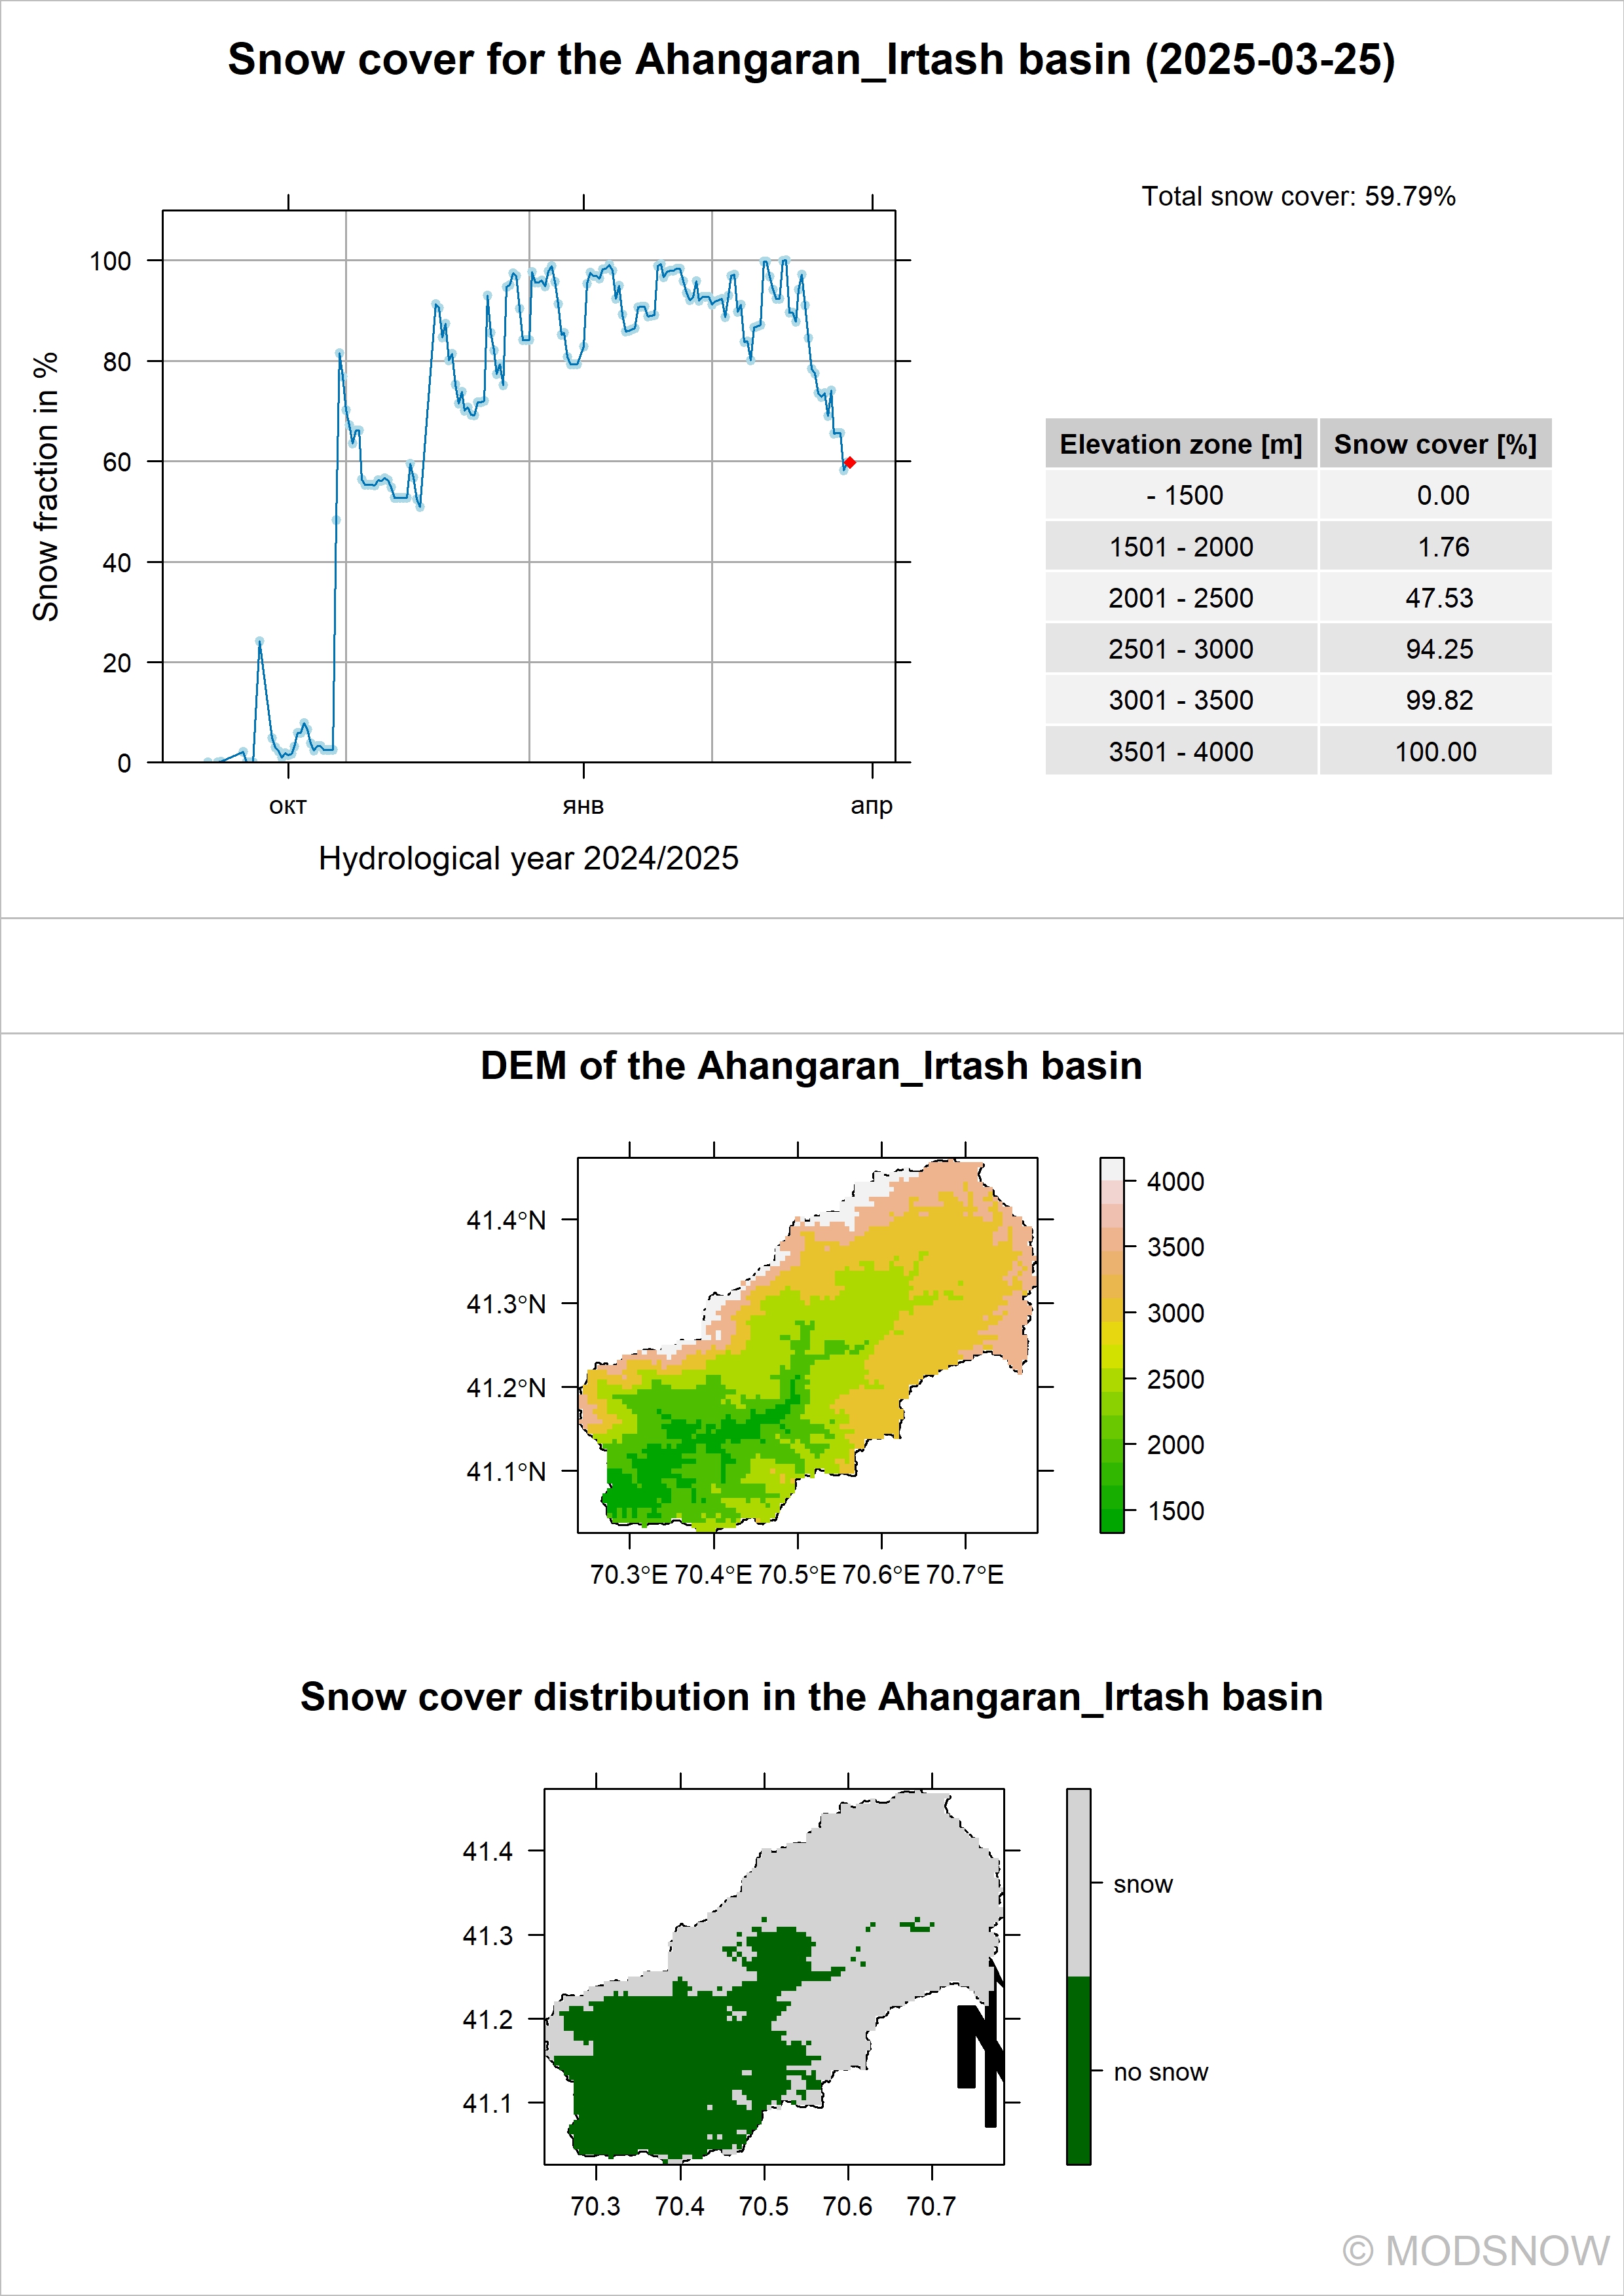 Snow cover for the Ahangaran_Irtash basin (2025-03-25)
Total snow cover: 59.79%
Snow fraction in %
100
80
60
40
20
0
окт янв апр
Hydrological year 2024/2025
Elevation zone [m] Snow cover [%]
- 1500 0.00
1501 - 2000 1.76
2001 - 2500 47.53
2501 - 3000 94.25
3001 - 3500 99.82
3501 - 4000 100.00
DEM of the Ahangaran_Irtash basin
41.4°N
41.3°N
41.2°N
41.1°N
70.3°E 70.4°E 70.5°E 70.6°E 70.7°E
4000
3500
3000
2500
2000
1500
Snow cover distribution in the Ahangaran_Irtash basin
41.4
41.3
41.2
41.1
70.3 70.4 70.5 70.6 70.7
N
snow
no snow
© MODSNOW